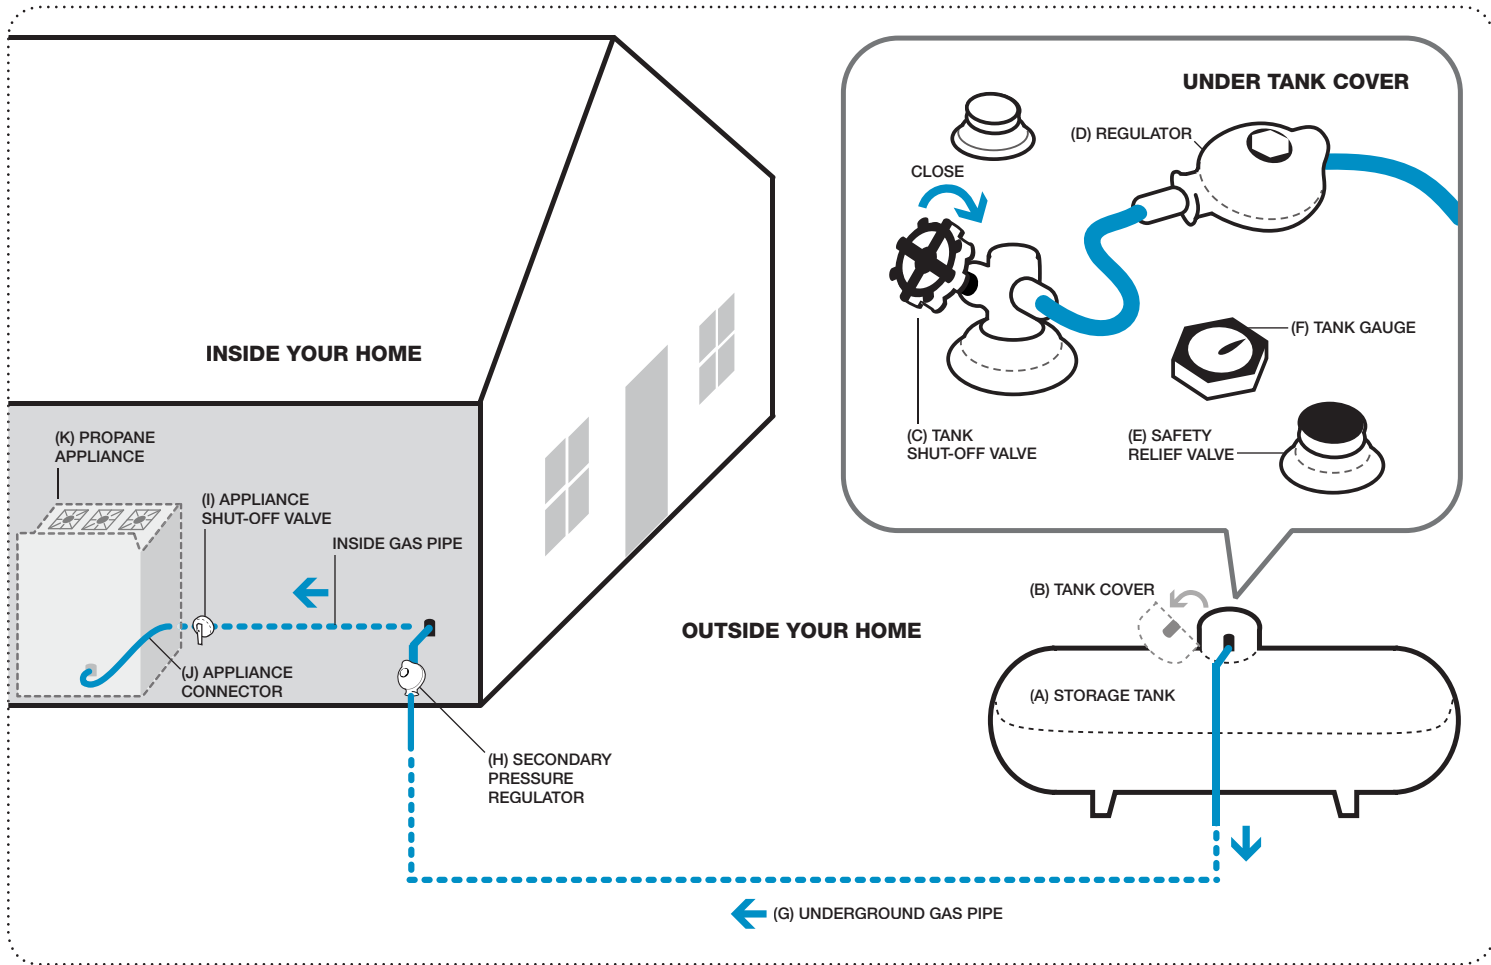 UNDER TANK COVER
(D) REGULATOR
CLOSE
(F) TANK GAUGE
(C) TANK
SHUT-OFF VALVE
(E) SAFETY
RELIEF VALVE
INSIDE YOUR HOME
(K) PROPANE
APPLIANCE
(I) APPLIANCE
SHUT-OFF VALVE
INSIDE GAS PIPE
(J) APPLIANCE
CONNECTOR
(H) SECONDARY
PRESSURE
REGULATOR
OUTSIDE YOUR HOME
(B) TANK COVER
(A) STORAGE TANK
(G) UNDERGROUND GAS PIPE